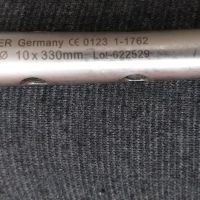 ER Germany CE 0123 1-1762
Ø 10 x 330mm Lot 622529